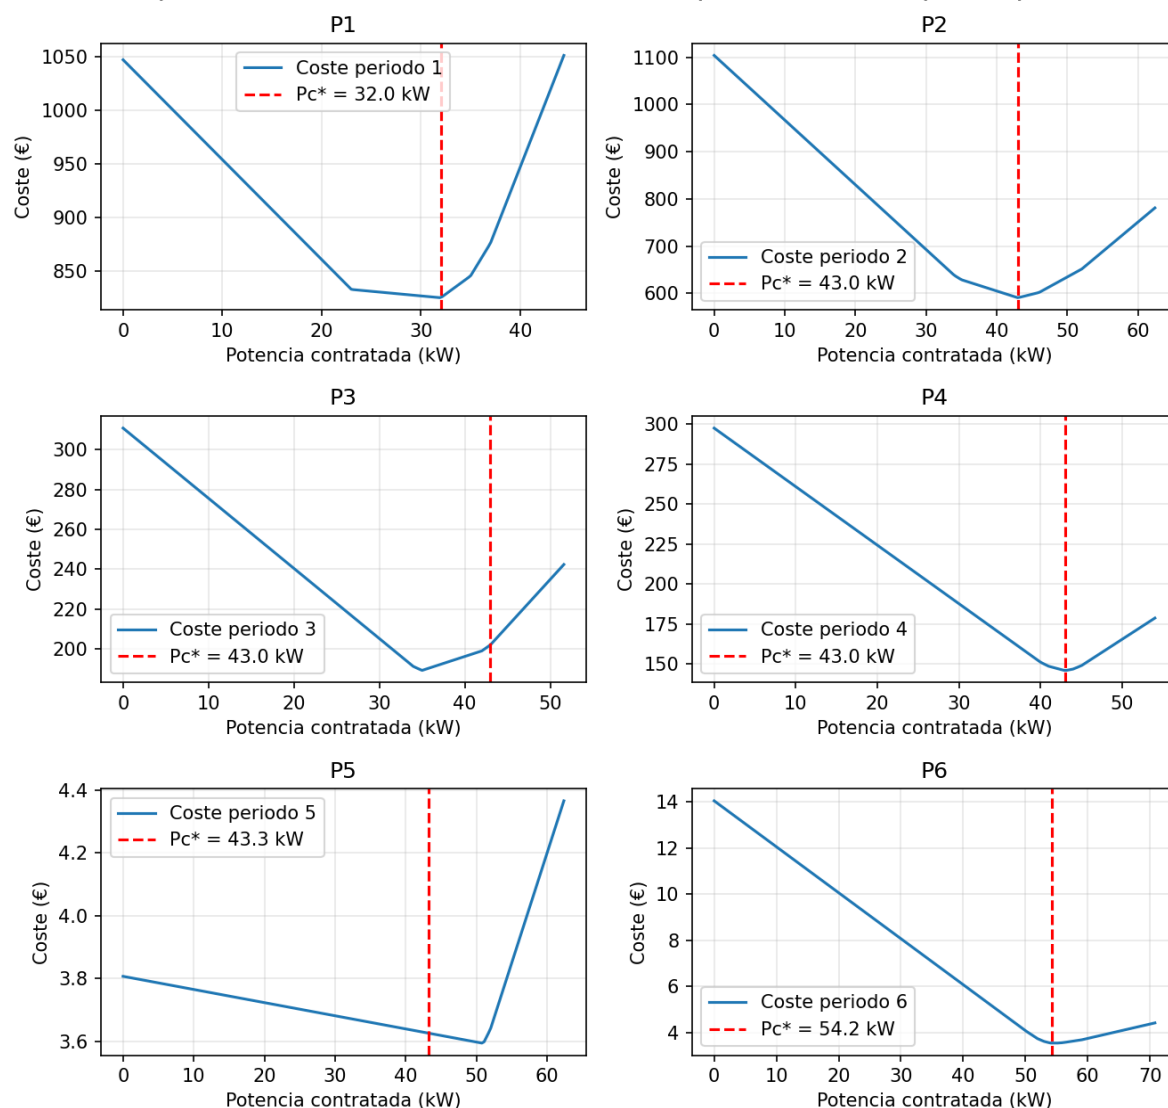 P1
Coste (€)
1050
1000
950
900
850
Coste periodo 1
Pc* = 32.0 kW
0 10 20 30 40
Potencia contratada (kW)
P2
Coste (€)
1100
1000
900
800
700
600
Coste periodo 2
Pc* = 43.0 kW
0 10 20 30 40 50 60
Potencia contratada (kW)
P3
Coste (€)
300
280
260
240
220
200
Coste periodo 3
Pc* = 43.0 kW
0 10 20 30 40 50
Potencia contratada (kW)
P4
Coste (€)
300
275
250
225
200
175
150
Coste periodo 4
Pc* = 43.0 kW
0 10 20 30 40 50
Potencia contratada (kW)
P5
Coste (€)
4.4
4.2
4.0
3.8
3.6
Coste periodo 5
Pc* = 43.3 kW
0 10 20 30 40 50 60
Potencia contratada (kW)
P6
Coste (€)
14
12
10
8
6
4
Coste periodo 6
Pc* = 54.2 kW
0 10 20 30 40 50 60 70
Potencia contratada (kW)